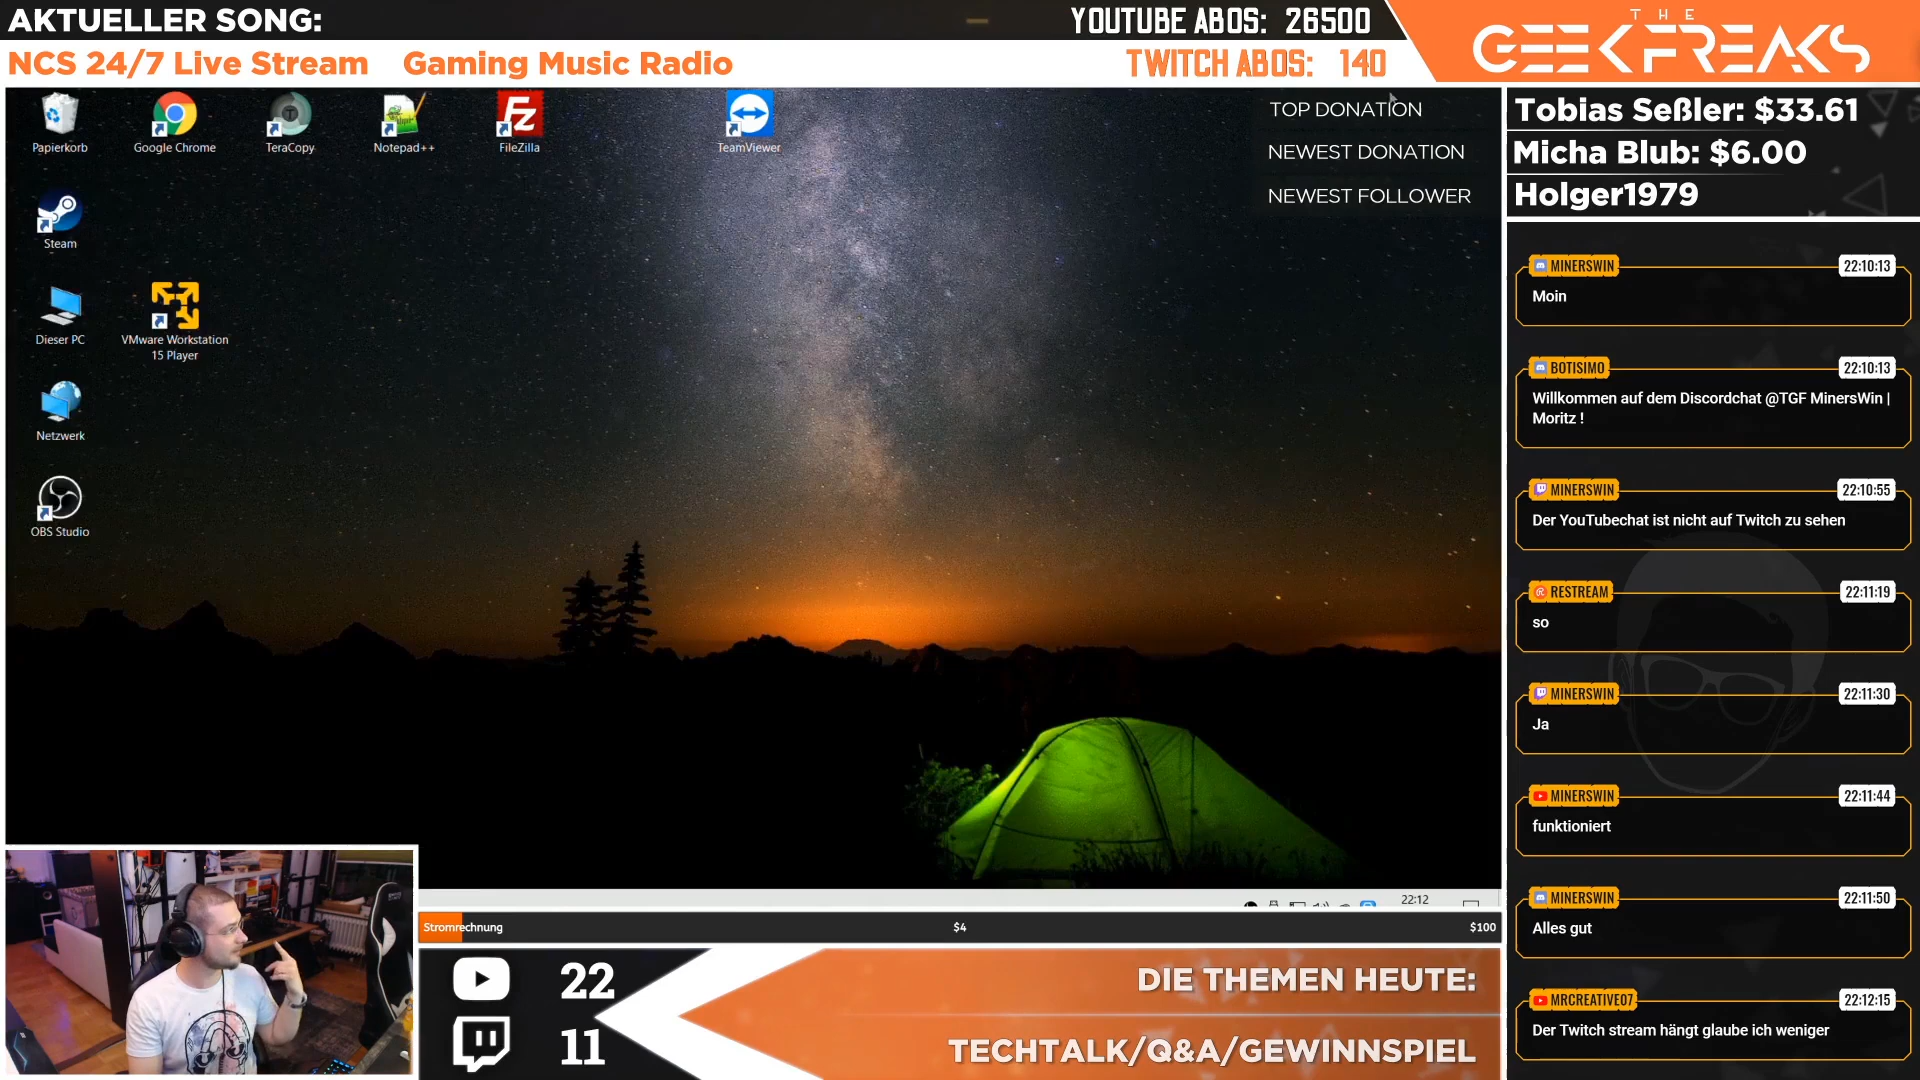 AKTUELLER SONG:
NCS 24/7 Live Stream Gaming Music Radio
YOUTUBE ABOS: 26500
TWITCH ABOS: 140
THE
GEEKFREAKS
Papierkorb
Google Chrome
TeraCopy
Notepad++
FileZilla
TeamViewer
Steam
Dieser PC
VMware Workstation
15 Player
Netzwerk
OBS Studio
TOP DONATION
NEWEST DONATION
NEWEST FOLLOWER
Tobias Seßler: $33.61
Micha Blub: $6.00
Holger1979
MINERSWIN 22:10:13
Moin
BOTISIMO 22:10:13
Willkommen auf dem Discordchat @TGF MinersWin |
Moritz !
MINERSWIN 22:10:55
Der YouTubechat ist nicht auf Twitch zu sehen
RESTREAM 22:11:19
so
MINERSWIN 22:11:30
Ja
MINERSWIN 22:11:44
funktioniert
MINERSWIN 22:11:50
Alles gut
MRCREATIVE07 22:12:15
Der Twitch stream hängt glaube ich weniger
22:12
Stromrechnung $4 $100
22
11
DIE THEMEN HEUTE:
TECHTALK/Q&A/GEWINNSPIEL